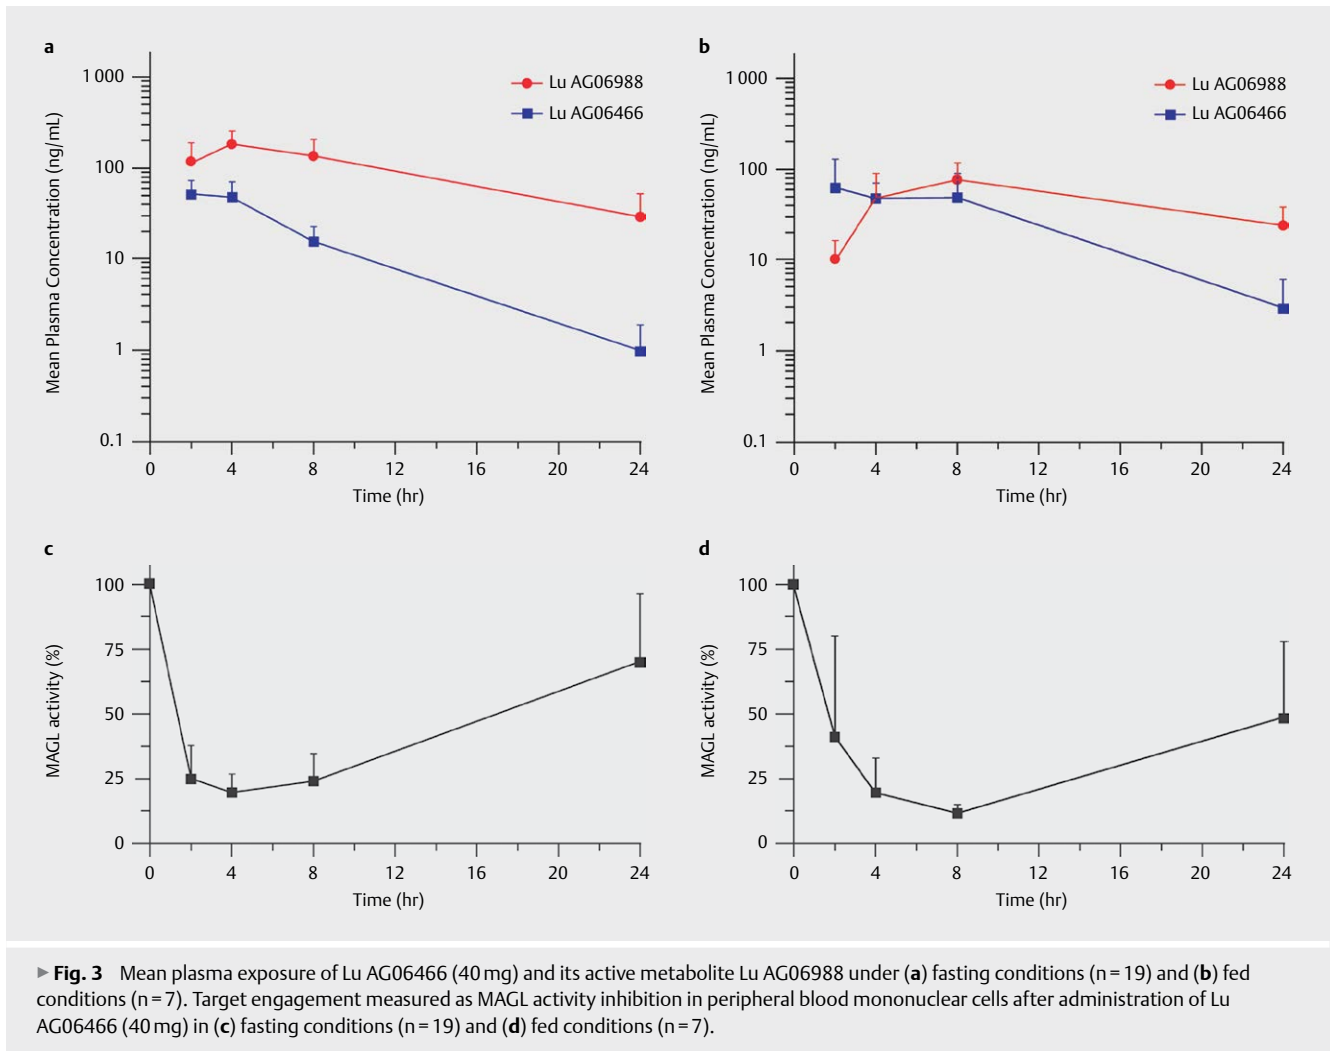 a
Mean Plasma Concentration (ng/mL)
1 000
100
10
1
0.1
Lu AG06988
Lu AG06466
0 4 8 12 16 20 24
Time (hr)
b
Mean Plasma Concentration (ng/mL)
1 000
100
10
1
0.1
Lu AG06988
Lu AG06466
0 4 8 12 16 20 24
Time (hr)
c
MAGL activity (%)
100
75
50
25
0
0 4 8 12 16 20 24
Time (hr)
d
MAGL activity (%)
100
75
50
25
0
0 4 8 12 16 20 24
Time (hr)
▶ Fig. 3 Mean plasma exposure of Lu AG06466 (40 mg) and its active metabolite Lu AG06988 under (a) fasting conditions (n = 19) and (b) fed
conditions (n = 7). Target engagement measured as MAGL activity inhibition in peripheral blood mononuclear cells after administration of Lu
AG06466 (40 mg) in (c) fasting conditions (n = 19) and (d) fed conditions (n = 7).